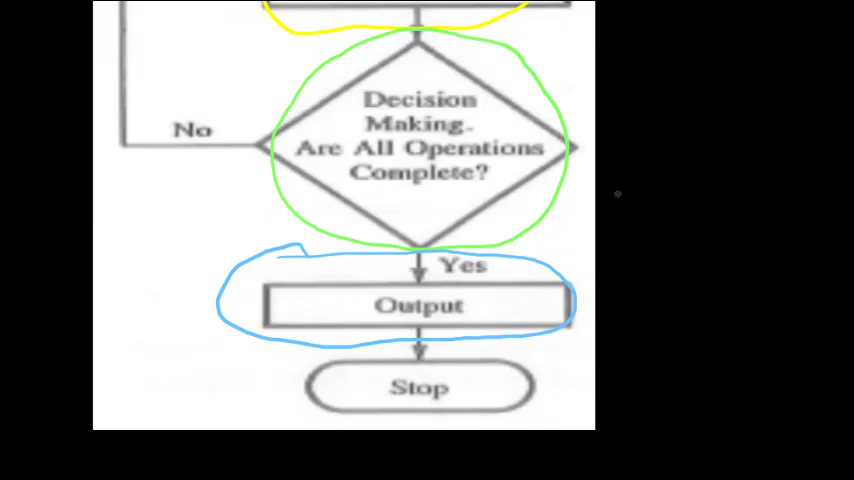 Decision
Making.
Are All Operations
Complete?
No
Yes
Output
Stop